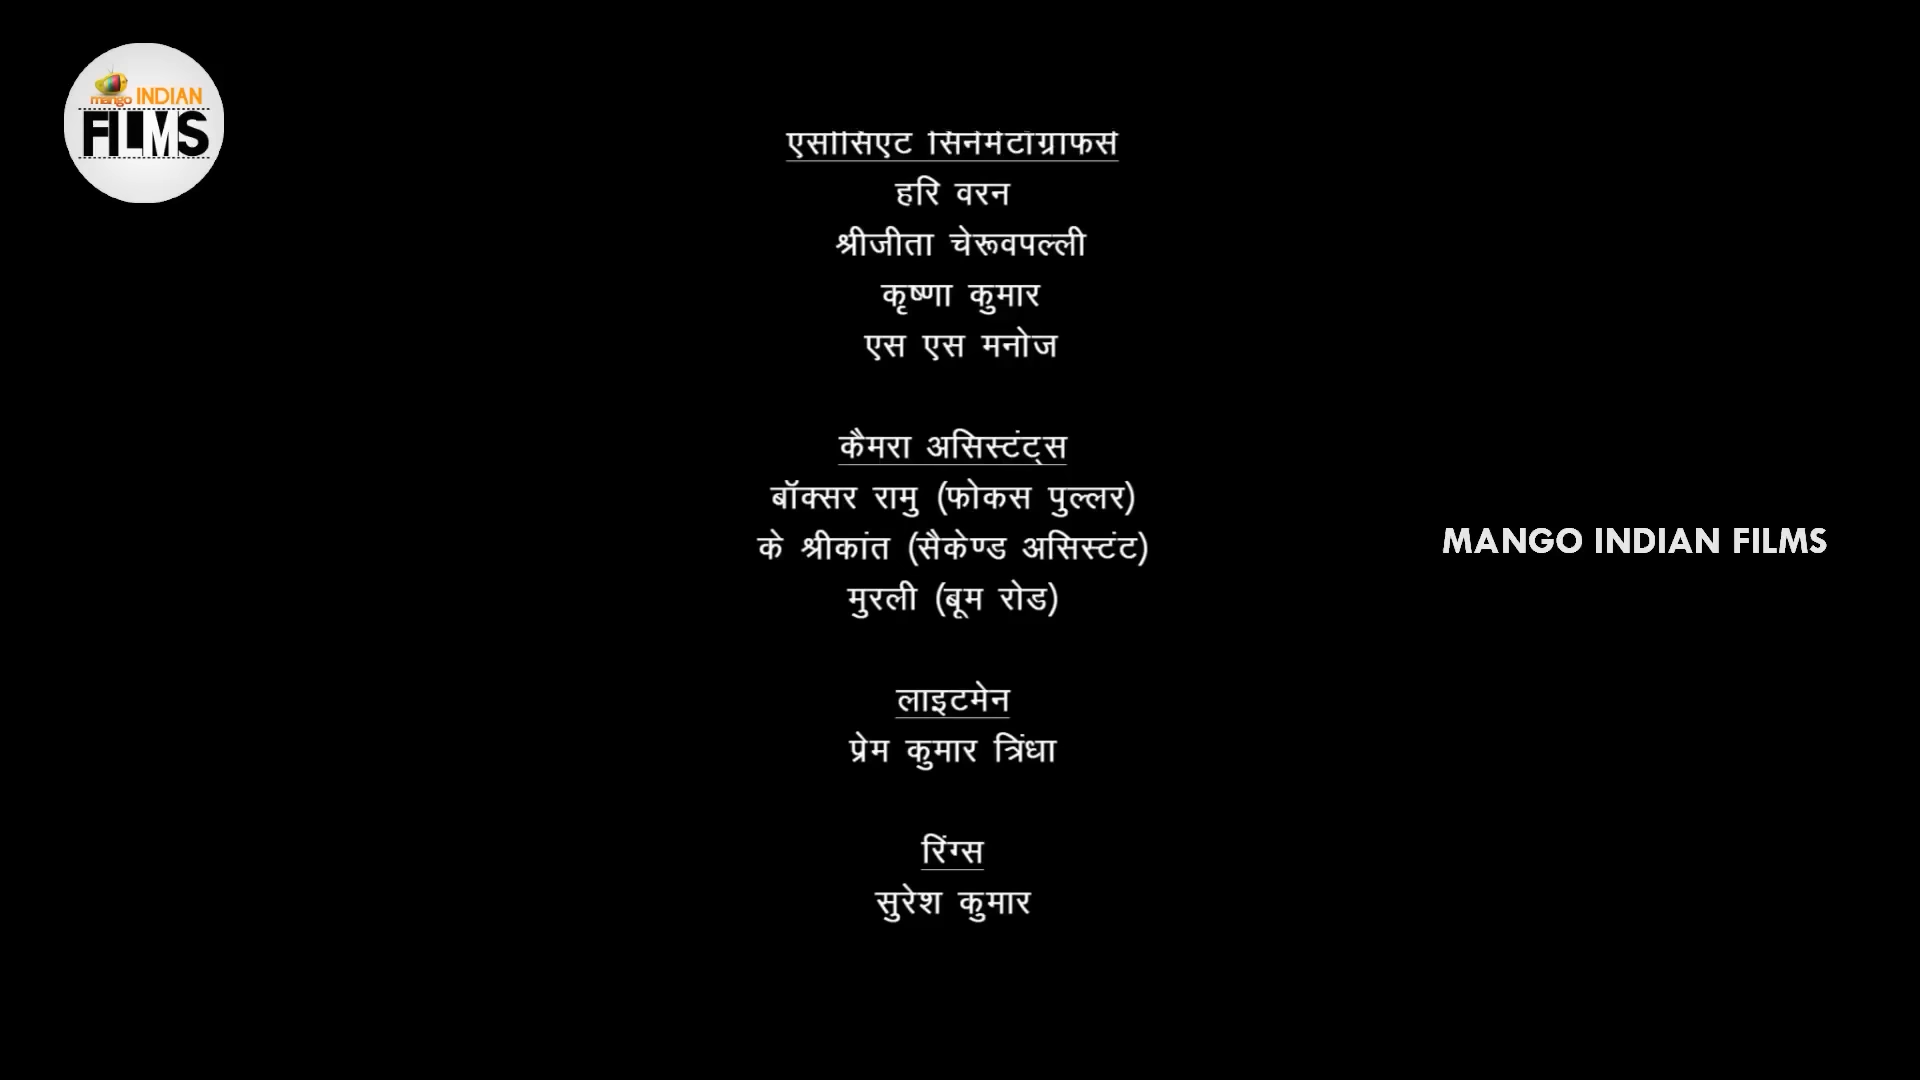 mango INDIAN
FILMS
एसोसिएट सिनेमेटोग्राफर्स
हरि वरन
श्रीजीता चेरूवपल्ली
कृष्णा कुमार
एस एस मनोज
कैमरा असिस्टंट्स
बॉक्सर रामु (फोकस पुल्लर)
के श्रीकांत (सैकेण्ड असिस्टंट)
मुरली (बूम रोड)
MANGO INDIAN FILMS
लाइटमेन
प्रेम कुमार त्रिंधा
रिंग्स
सुरेश कुमार